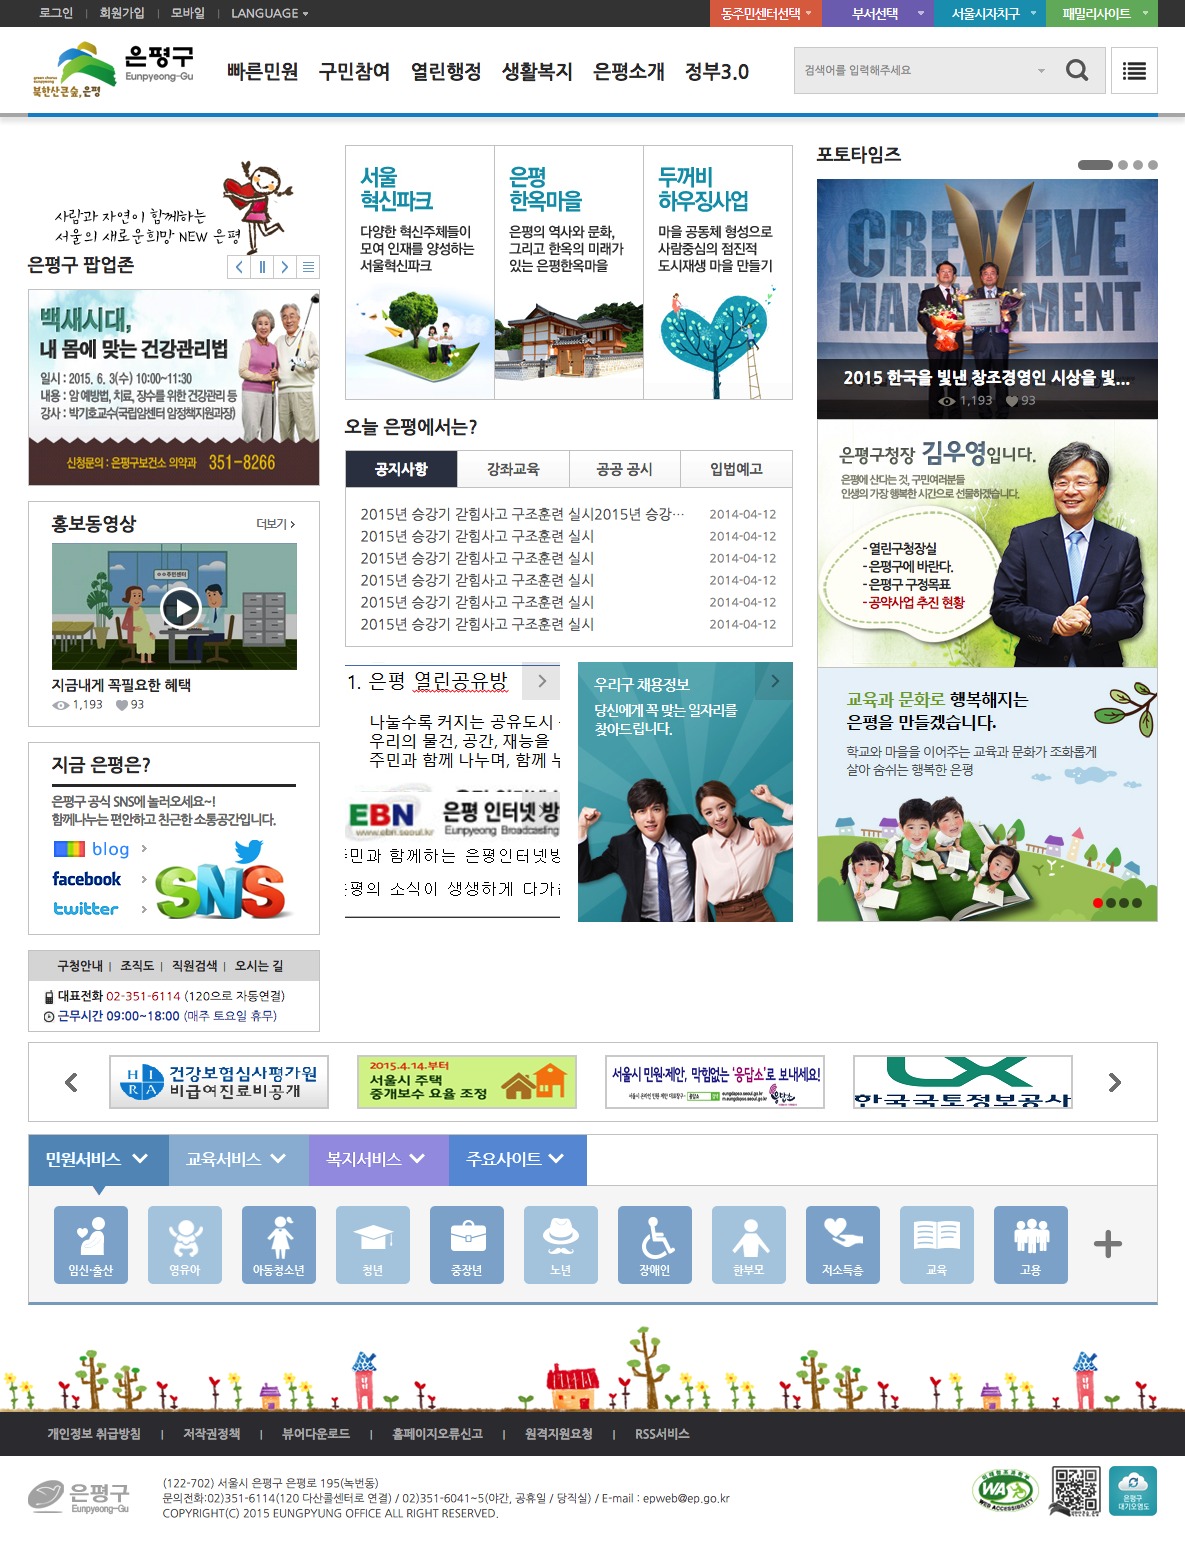 로그인 | 회원가입 | 모바일 | LANGUAGE
동주민센터선택 부서선택 서울시자치구 패밀리사이트
북한산큰숲,은평
은평구
Eunpyeong-Gu
빠른민원 구민참여 열린행정 생활복지 은평소개 정부3.0
검색어를 입력해주세요
사람과 자연이 함께하는
서울의 새로운희망 NEW 은평
은평구 팝업존
백새시대,
내 몸에 맞는 건강관리법
일시 : 2015. 6. 3(수) 10:00~11:30
내용 : 암 예방법, 치료, 장수를 위한 건강관리 등
강사 : 박기호교수(국립암센터 암정책지원과장)
신청문의 : 은평구보건소 의약과 351-8266
홍보동영상
더보기
주민센터
지금내게 꼭필요한 혜택
1,193 93
지금 은평은?
은평구 공식 SNS에 놀러오세요~!
함께나누는 편안하고 친근한 소통공간입니다.
blog
facebook
twitter
SNS
구청안내 | 조직도 | 직원검색 | 오시는 길
대표전화 02-351-6114 (120으로 자동연결)
근무시간 09:00~18:00 (매주 토요일 휴무)
서울
혁신파크
다양한 혁신주체들이
모여 인재를 양성하는
서울혁신파크
은평
한옥마을
은평의 역사와 문화,
그리고 한옥의 미래가
있는 은평한옥마을
두꺼비
하우징사업
마을 공동체 형성으로
사람중심의 점진적
도시재생 마을 만들기
오늘 은평에서는?
공지사항 강좌교육 공공 공시 입법예고
2015년 승강기 갇힘사고 구조훈련 실시2015년 승강… 2014-04-12
2015년 승강기 갇힘사고 구조훈련 실시 2014-04-12
2015년 승강기 갇힘사고 구조훈련 실시 2014-04-12
2015년 승강기 갇힘사고 구조훈련 실시 2014-04-12
2015년 승강기 갇힘사고 구조훈련 실시 2014-04-12
2015년 승강기 갇힘사고 구조훈련 실시 2014-04-12
1. 은평 열린공유방
나눌수록 커지는 공유도시
우리의 물건, 공간, 재능을
주민과 함께 나누며, 함께 누
EBN 은평 인터넷 방
www.ebn.seoul.kr Eunpyeong Broadcasting
민과 함께하는 은평인터넷방
평의 소식이 생생하게 다가
우리구 채용정보
당신에게 꼭 맞는 일자리를
찾아드립니다.
포토타임즈
2015 한국을 빛낸 창조경영인 시상을 빛...
1,193 93
은평구청장 김우영입니다.
은평에 산다는 것, 구민여러분들
인생의 가장 행복한 시간으로 선물하겠습니다.
- 열린구청장실
- 은평구에 바란다.
- 은평구 구정목표
- 공약사업 추진 현황
교육과 문화로 행복해지는
은평을 만들겠습니다.
학교와 마을을 이어주는 교육과 문화가 조화롭게
살아 숨쉬는 행복한 은평
HIRA 건강보험심사평가원
비급여진료비공개
2015.4.14.부터
서울시 주택
중개보수 요율 조정
서울시 민원·제안, 막힘없는 '응답소'로 보내세요!
응답소
한국국토정보공사
민원서비스 교육서비스 복지서비스 주요사이트
임신·출산 영유아 아동청소년 청년 중장년 노년 장애인 한부모 저소득층 교육 고용
개인정보 취급방침 | 저작권정책 | 뷰어다운로드 | 홈페이지오류신고 | 원격지원요청 | RSS서비스
은평구
Eunpyeong-Gu
(122-702) 서울시 은평구 은평로 195(녹번동)
문의전화:02)351-6114(120 다산콜센터로 연결) / 02)351-6041~5(야간, 공휴일 / 당직실) / E-mail : epweb@ep.go.kr
COPYRIGHT(C) 2015 EUNGPYUNG OFFICE ALL RIGHT RESERVED.
WA
WEB ACCESSIBILITY
은평구
대기오염도